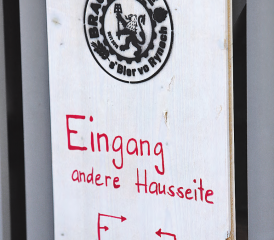 's'Bier vo Rynach
Eingang
andere Hausseite